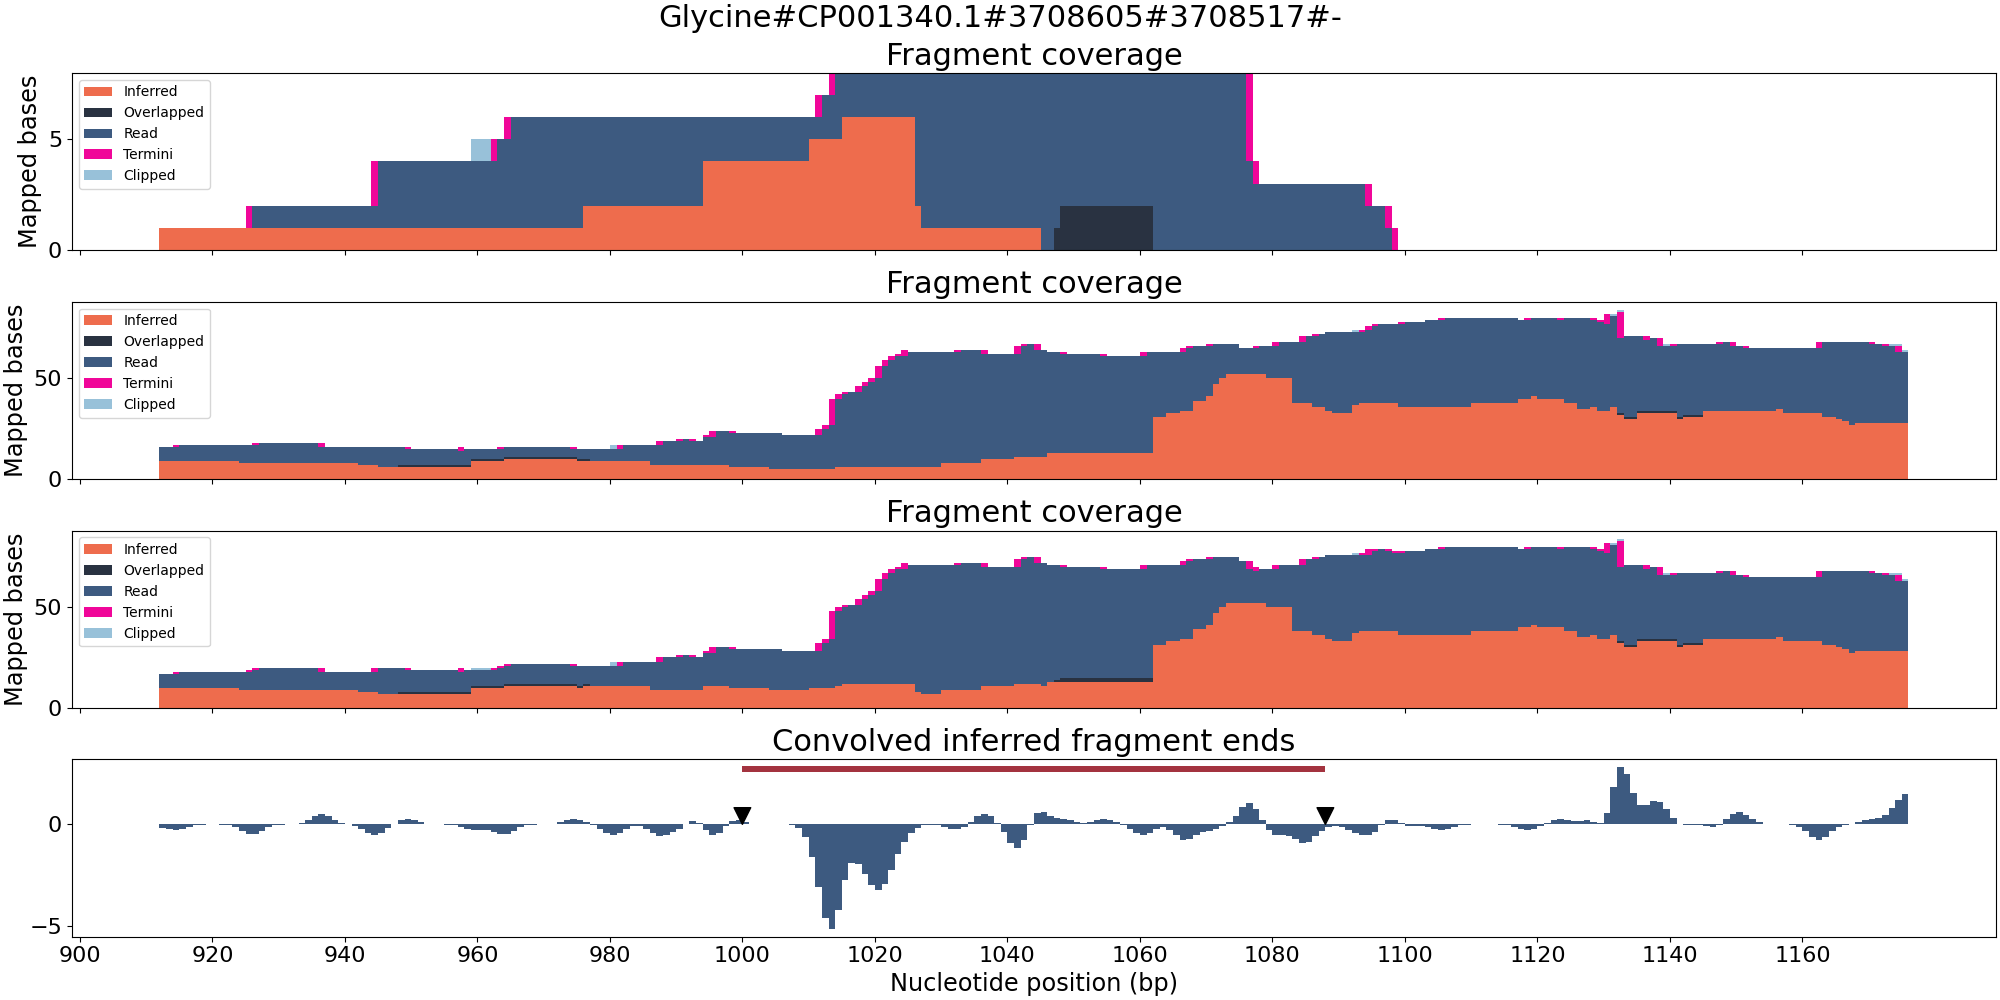 Glycine#CP001340.1#3708605#3708517#-
Fragment coverage
Mapped bases
5
0
Inferred
Overlapped
Read
Termini
Clipped
Fragment coverage
Mapped bases
50
0
Inferred
Overlapped
Read
Termini
Clipped
Fragment coverage
Mapped bases
50
0
Inferred
Overlapped
Read
Termini
Clipped
Convolved inferred fragment ends
0
−5
900 920 940 960 980 1000 1020 1040 1060 1080 1100 1120 1140 1160
Nucleotide position (bp)